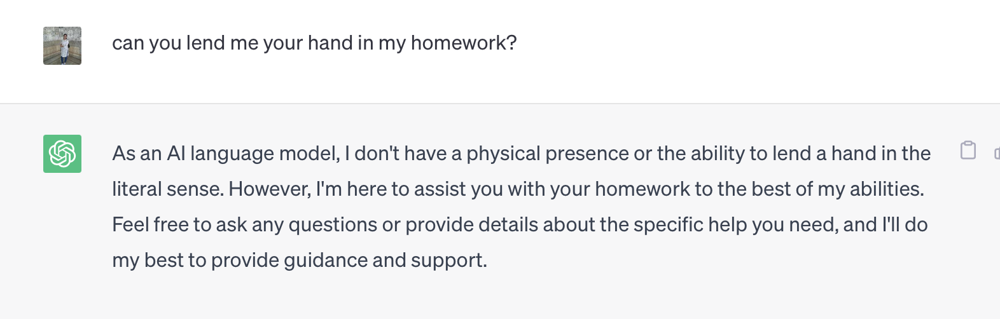 can you lend me your hand in my homework?
As an AI language model, I don't have a physical presence or the ability to lend a hand in the
literal sense. However, I'm here to assist you with your homework to the best of my abilities.
Feel free to ask any questions or provide details about the specific help you need, and I'll do
my best to provide guidance and support.